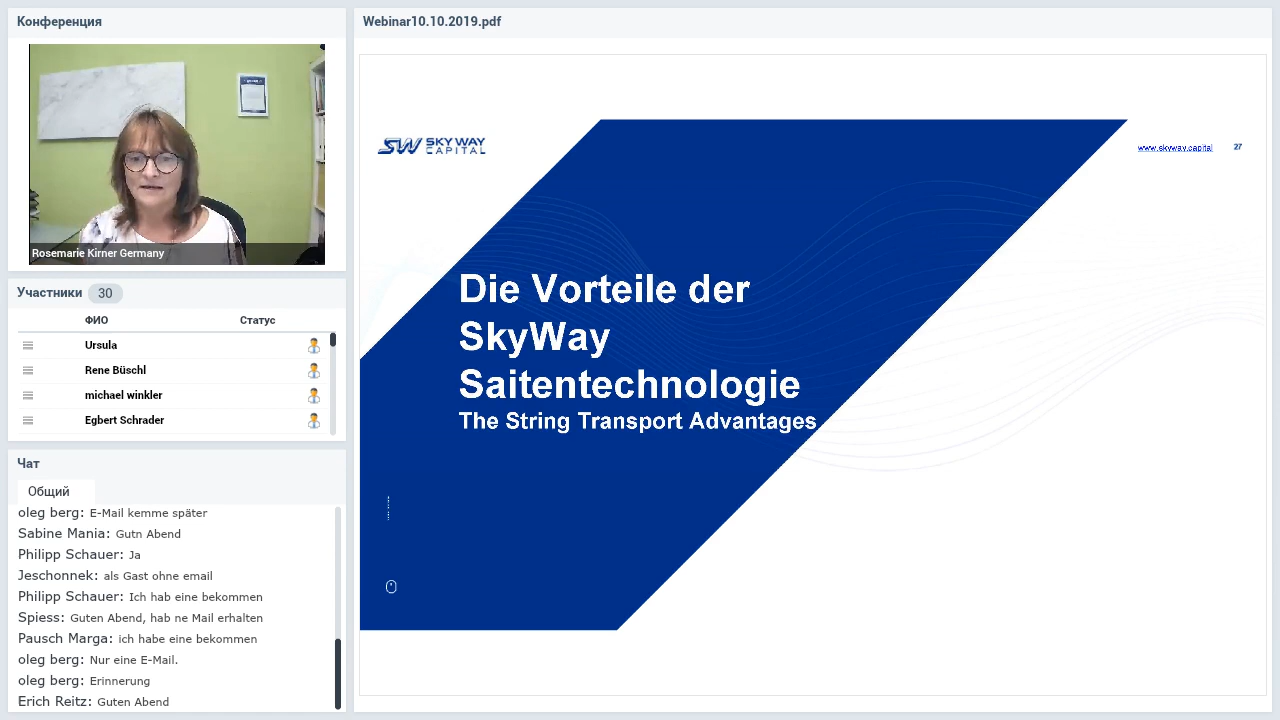 Конференция
Rosemarie Kirner Germany
Участники 30
ФИО Статус
Ursula
Rene Büschl
michael winkler
Egbert Schrader
Чат
Общий
oleg berg: E-Mail kemme später
Sabine Mania: Gutn Abend
Philipp Schauer: Ja
Jeschonnek: als Gast ohne email
Philipp Schauer: Ich hab eine bekommen
Spiess: Guten Abend, hab ne Mail erhalten
Pausch Marga: ich habe eine bekommen
oleg berg: Nur eine E-Mail.
oleg berg: Erinnerung
Erich Reitz: Guten Abend
Webinar10.10.2019.pdf
SW SKY WAY
CAPITAL
www.skyway.capital 27
Die Vorteile der
SkyWay
Saitentechnologie
The String Transport Advantages